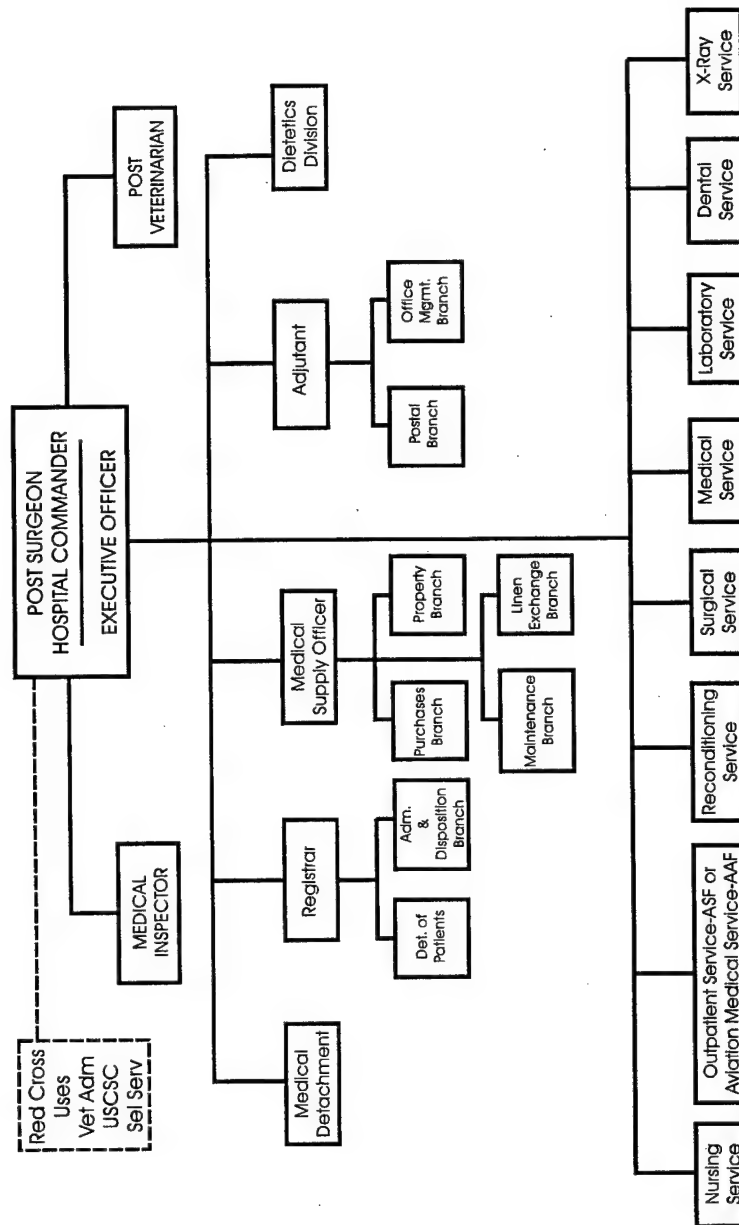 Red Cross
Uses
Vet Adm
USCSC
Sel Serv
POST SURGEON
HOSPITAL COMMANDER
EXECUTIVE OFFICER
MEDICAL
INSPECTOR
POST
VETERINARIAN
Medical
Detachment
Registrar
Medical
Supply Officer
Adjutant
Dietetics
Division
Det. of
Patients
Adm.
&
Disposition
Branch
Purchases
Branch
Property
Branch
Maintenance
Branch
Linen
Exchange
Branch
Postal
Branch
Office
Mgmt.
Branch
Nursing
Service
Outpatient Service-ASF or
Aviation Medical Service-AAF
Reconditioning
Service
Surgical
Service
Medical
Service
Laboratory
Service
Dental
Service
X-Ray
Service